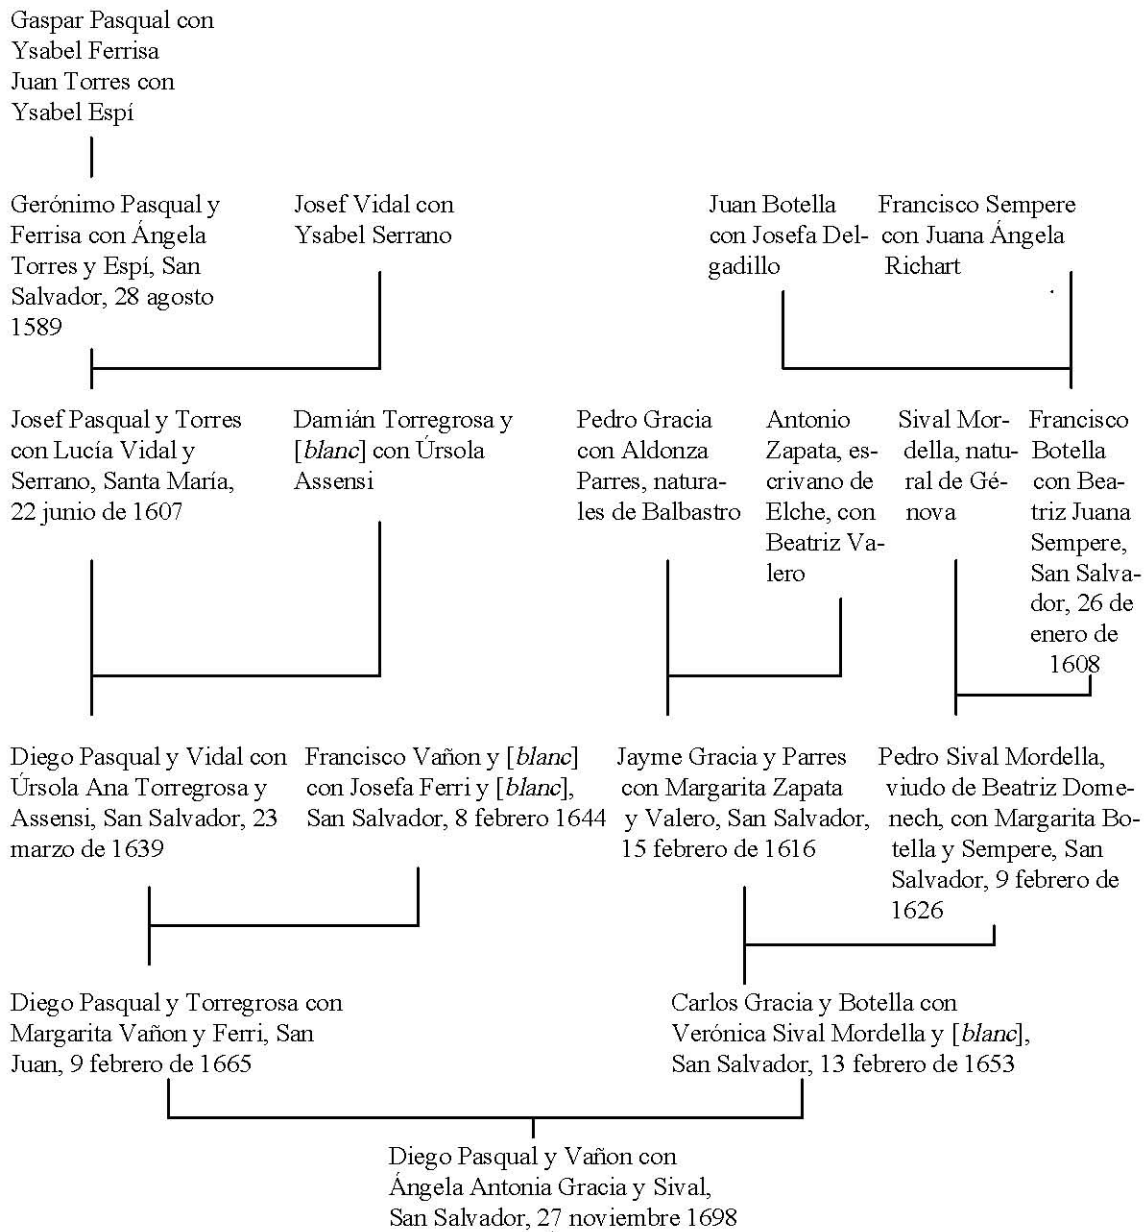 Gaspar Pasqual con
Ysabel Ferrisa
Juan Torres con
Ysabel Espí
Gerónimo Pasqual y
Ferrisa con Ángela
Torres y Espí, San
Salvador, 28 agosto
1589
Josef Vidal con
Ysabel Serrano
Juan Botella
con Josefa Del-
gadillo
Francisco Sempere
con Juana Ángela
Richart
.
Josef Pasqual y Torres
con Lucía Vidal y
Serrano, Santa María,
22 junio de 1607
Damián Torregrosa y
[blanc] con Úrsola
Assensi
Pedro Gracia
con Aldonza
Parres, natura-
les de Balbastro
Antonio
Zapata, es-
crivano de
Elche, con
Beatriz Va-
lero
Sival Mor-
della, natu-
ral de Gé-
nova
Francisco
Botella
con Bea-
triz Juana
Sempere,
San Salva-
dor, 26 de
enero de
1608
Diego Pasqual y Vidal con
Úrsola Ana Torregrosa y
Assensi, San Salvador, 23
marzo de 1639
Francisco Vañon y [blanc]
con Josefa Ferri y [blanc],
San Salvador, 8 febrero 1644
Jayme Gracia y Parres
con Margarita Zapata
y Valero, San Salvador,
15 febrero de 1616
Pedro Sival Mordella,
viudo de Beatriz Dome-
nech, con Margarita Bo-
tella y Sempere, San
Salvador, 9 febrero de
1626
Diego Pasqual y Torregrosa con
Margarita Vañon y Ferri, San
Juan, 9 febrero de 1665
Carlos Gracia y Botella con
Verónica Sival Mordella y [blanc],
San Salvador, 13 febrero de 1653
Diego Pasqual y Vañon con
Ángela Antonia Gracia y Sival,
San Salvador, 27 noviembre 1698